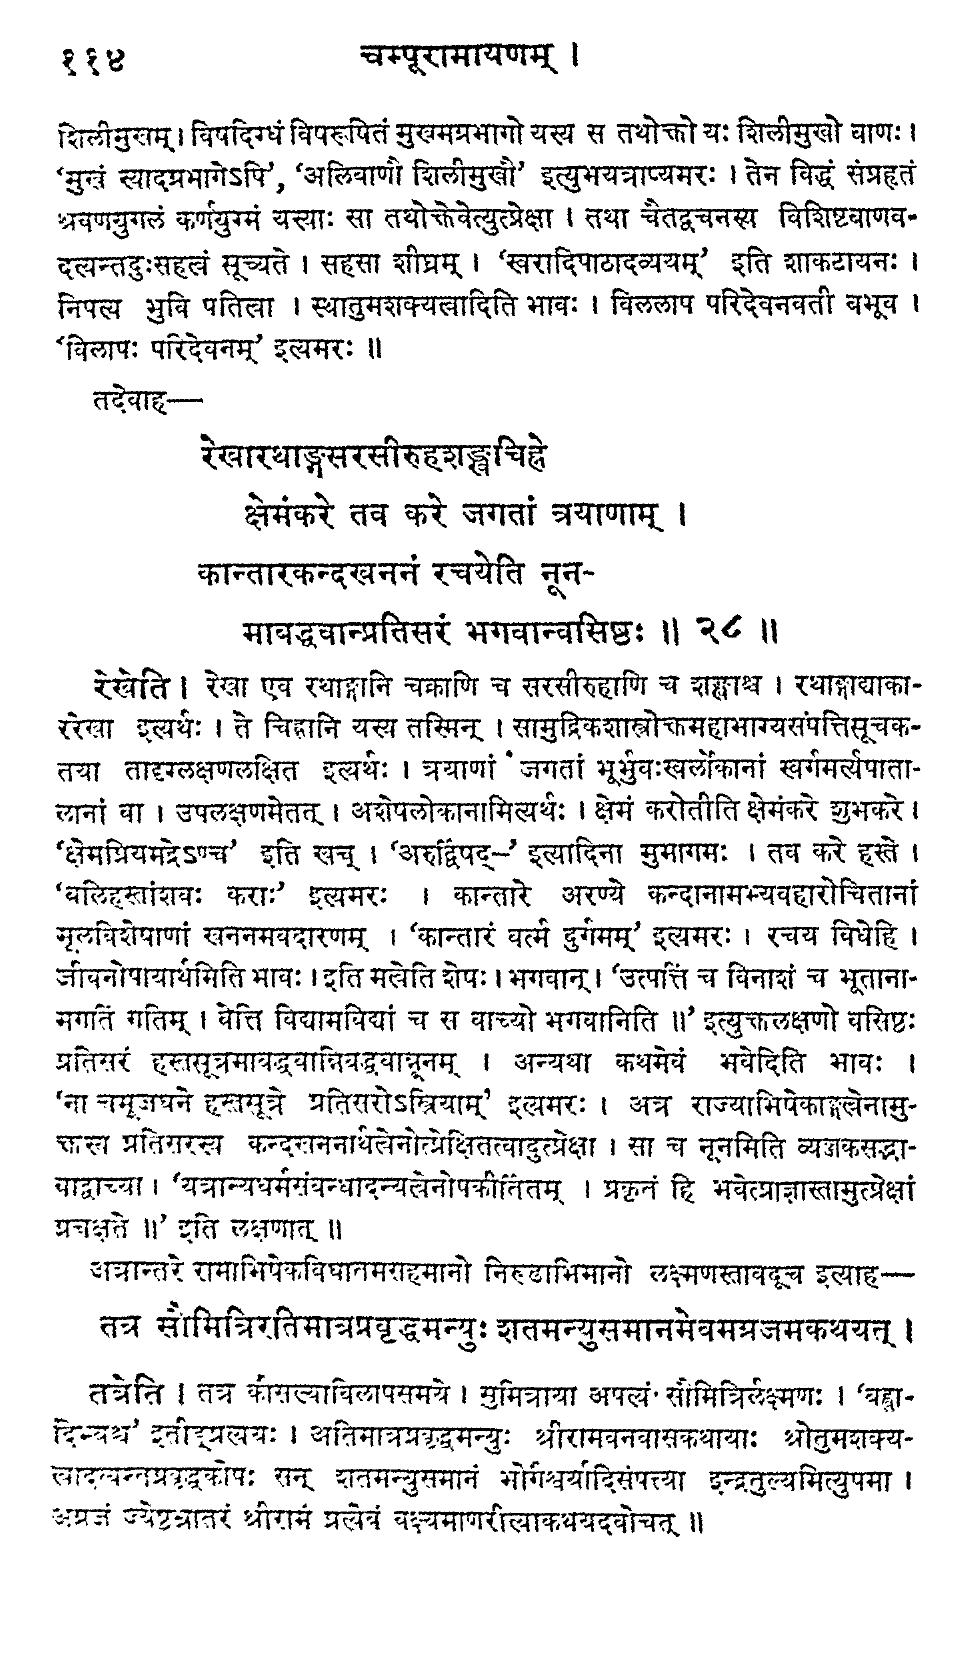 ११४ चम्पूरामायणम् ।
शिलीमुखम् । विषदिग्धं विषरूषितं मुखमग्रभागो यस्य स तथोक्तो यः शिलीमुखो बाणः ।
‘मुखं स्यादग्रभागेऽपि’, ‘अलिबाणौ शिलीमुखौ’ इत्युभयत्राप्यमरः । तेन विद्धं संप्रहृतं
श्रवणयुगलं कर्णयुग्मं यस्याः सा तथोक्तेवेत्युत्प्रेक्षा । तथा चैतद्वचनस्य विशिष्टबाणव-
दत्यन्तदुःसहत्वं सूच्यते । सहसा शीघ्रम् । ‘स्वरादिपाठादव्ययम्’ इति शाकटायनः ।
निपत्य भुवि पतित्वा । स्थातुमशक्यत्वादिति भावः । विललाप परिदेवनवती बभूव ।
‘विलापः परिदेवनम्’ इत्यमरः ॥
तदेवाह—
रेखारथाङ्गसरसीरुहशङ्खचिह्ने
क्षेमंकरे तव करे जगतां त्रयाणाम् ।
कान्तारकन्दखननं रचयेति नून-
माबद्धवान्प्रतिसरं भगवान्वसिष्ठः ॥ २८ ॥
रेखेति । रेखा एव रथाङ्गानि चक्राणि च सरसीरुहाणि च शङ्खाश्च । रथाङ्गाद्याका-
ररेखा इत्यर्थः । ते चिह्नानि यस्य तस्मिन् । सामुद्रिकशास्त्रोक्तमहाभाग्यसंपत्तिसूचक-
तया तादृग्लक्षणलक्षित इत्यर्थः । त्रयाणां जगतां भूर्भुवःस्वर्लोकानां स्वर्गमर्त्यपाता-
लानां वा । उपलक्षणमेतत् । अशेषलोकानामित्यर्थः । क्षेमं करोतीति क्षेमंकरे शुभकरे ।
‘क्षेमप्रियमद्रेऽण्च’ इति खच् । ‘अरुर्द्विषद्—’ इत्यादिना मुमागमः । तव करे हस्ते ।
‘बलिहस्तांशवः कराः’ इत्यमरः । कान्तारे अरण्ये कन्दानामभ्यवहारोचितानां
मूलविशेषाणां खननमवदारणम् । ‘कान्तारं वर्त्म दुर्गमम्’ इत्यमरः । रचय विधेहि ।
जीवनोपायार्थमिति भावः । इति मत्वेति शेषः । भगवान् । ‘उत्पत्तिं च विनाशं च भूताना-
मगतिं गतिम् । वेत्ति विद्यामविद्यां च स वाच्यो भगवानिति ॥’ इत्युक्तलक्षणो वसिष्ठः
प्रतिसरं हस्तसूत्रमाबद्धवान्निबद्धवान्नूनम् । अन्यथा कथमेवं भवेदिति भावः ।
‘ना चमूजघने हस्तसूत्रे प्रतिसरोऽस्त्रियाम्’ इत्यमरः । अत्र राज्याभिषेकाङ्गत्वेनामु-
क्तस्य प्रतिसरस्य कन्दखननार्थत्वेनोत्प्रेक्षितत्वादुत्प्रेक्षा । सा च नूनमिति व्यञ्जकसद्भा-
वाद्वाच्या । ‘यत्रान्यधर्मसंबन्धादन्यत्वेनोपकीर्तितम् । प्रकृतं हि भवेत्प्राज्ञास्तामुत्प्रेक्षां
प्रचक्षते ॥’ इति लक्षणात् ॥
अत्रान्तरे रामाभिषेकविघातमसहमानो निरूढाभिमानो लक्ष्मणस्तावदूच इत्याह—
तत्र सौमित्रिरतिमात्रप्रवृद्धमन्युः शतमन्युसमानमेवमग्रजमकथयत् ।
तत्रेति । तत्र कौसल्याविलापसमये । सुमित्राया अपत्यं सौमित्रिर्लक्ष्मणः । ‘बाह्वा-
दिभ्यश्च’ इतीञ्प्रत्ययः । अतिमात्रप्रवृद्धमन्युः श्रीरामवनवासकथायाः श्रोतुमशक्य-
त्वादत्यन्तप्रवृद्धकोपः सन् शतमन्युसमानं भोगैश्वर्यादिसंपत्त्या इन्द्रतुल्यमित्युपमा ।
अग्रजं ज्येष्ठभ्रातरं श्रीरामं प्रत्येवं वक्ष्यमाणरीत्याकथयदवोचत् ॥